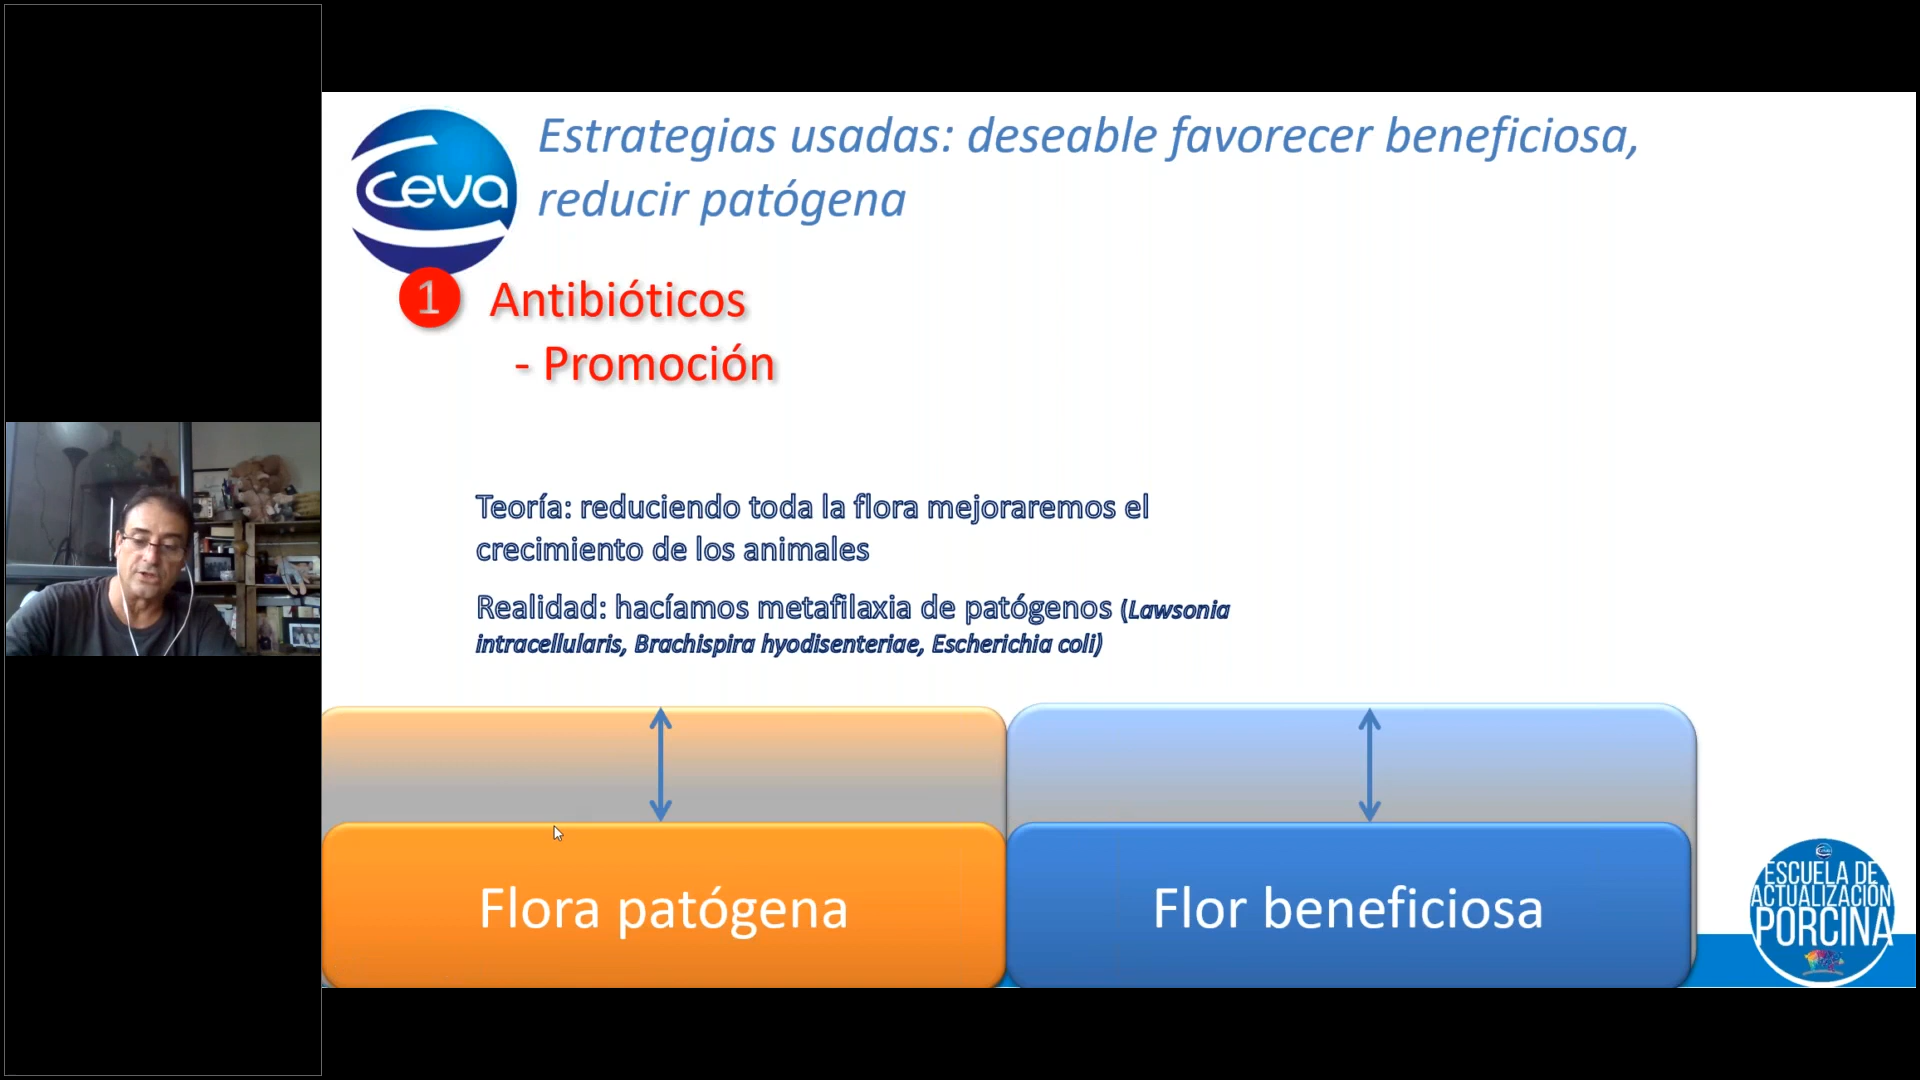 Ceva
Estrategias usadas: deseable favorecer beneficiosa,
reducir patógena
1 Antibióticos
- Promoción
Teoría: reduciendo toda la flora mejoraremos el
crecimiento de los animales
Realidad: hacíamos metafilaxia de patógenos (Lawsonia
intracellularis, Brachispira hyodisenteriae, Escherichia coli)
Flora patógena
Flor beneficiosa
Ceva
ESCUELA DE
ACTUALIZACIÓN
PORCINA